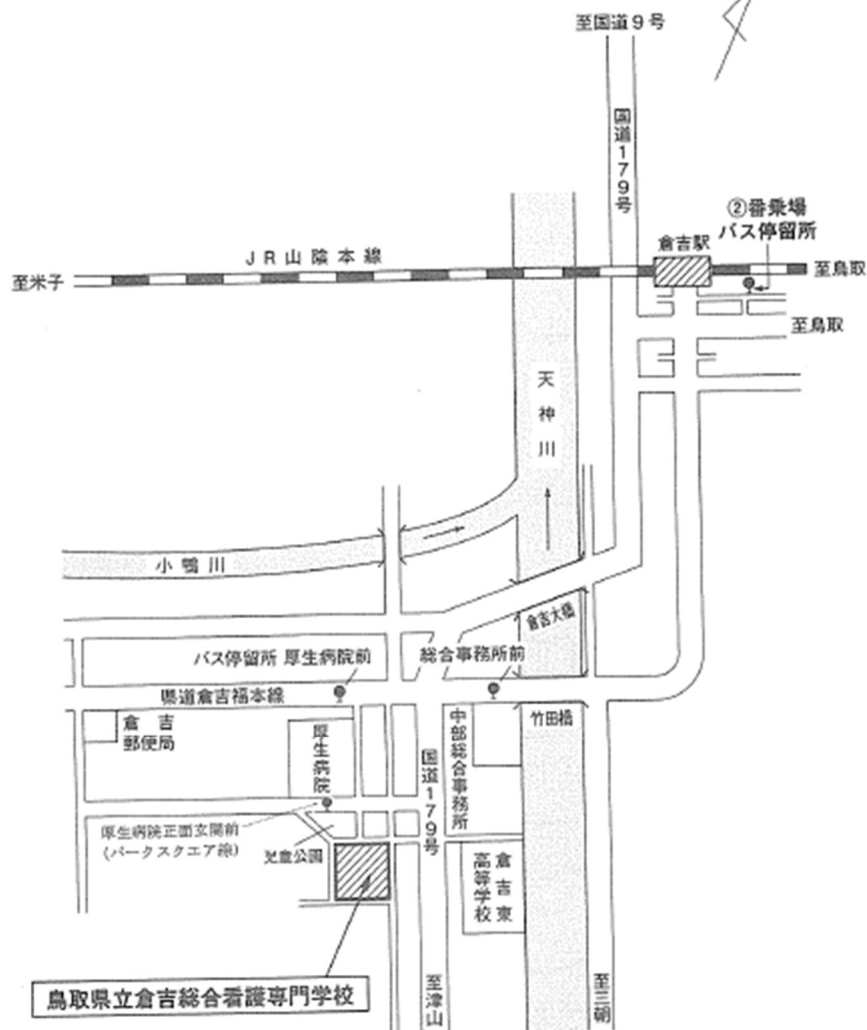 至国道9号
国道179号
②番乗場
バス停留所
倉吉駅
JR山陰本線
至米子
至鳥取
至鳥取
天神川
小鴨川
倉吉大橋
バス停留所 厚生病院前
総合事務所前
県道倉吉福本線
竹田橋
倉吉
郵便局
厚生病院
国道179号
中部総合事務所
厚生病院正面玄関前
(パークスクエア線)
児童公園
倉吉東
高等学校
鳥取県立倉吉総合看護専門学校
至津山
至三朝